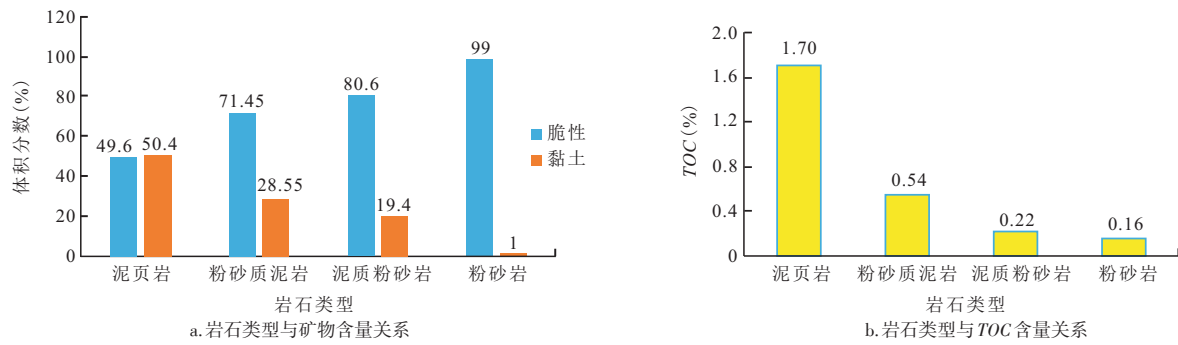 120
100
80
60
40
20
0
体积分数(%)
49.6 50.4
71.45
28.55
80.6
19.4
99
1
脆性
黏土
泥页岩 粉砂质泥岩 泥质粉砂岩 粉砂岩
岩石类型
a.岩石类型与矿物含量关系
2.0
1.6
1.2
0.8
0.4
0
TOC(%)
1.70
0.54
0.22
0.16
泥页岩 粉砂质泥岩 泥质粉砂岩 粉砂岩
岩石类型
b.岩石类型与TOC含量关系